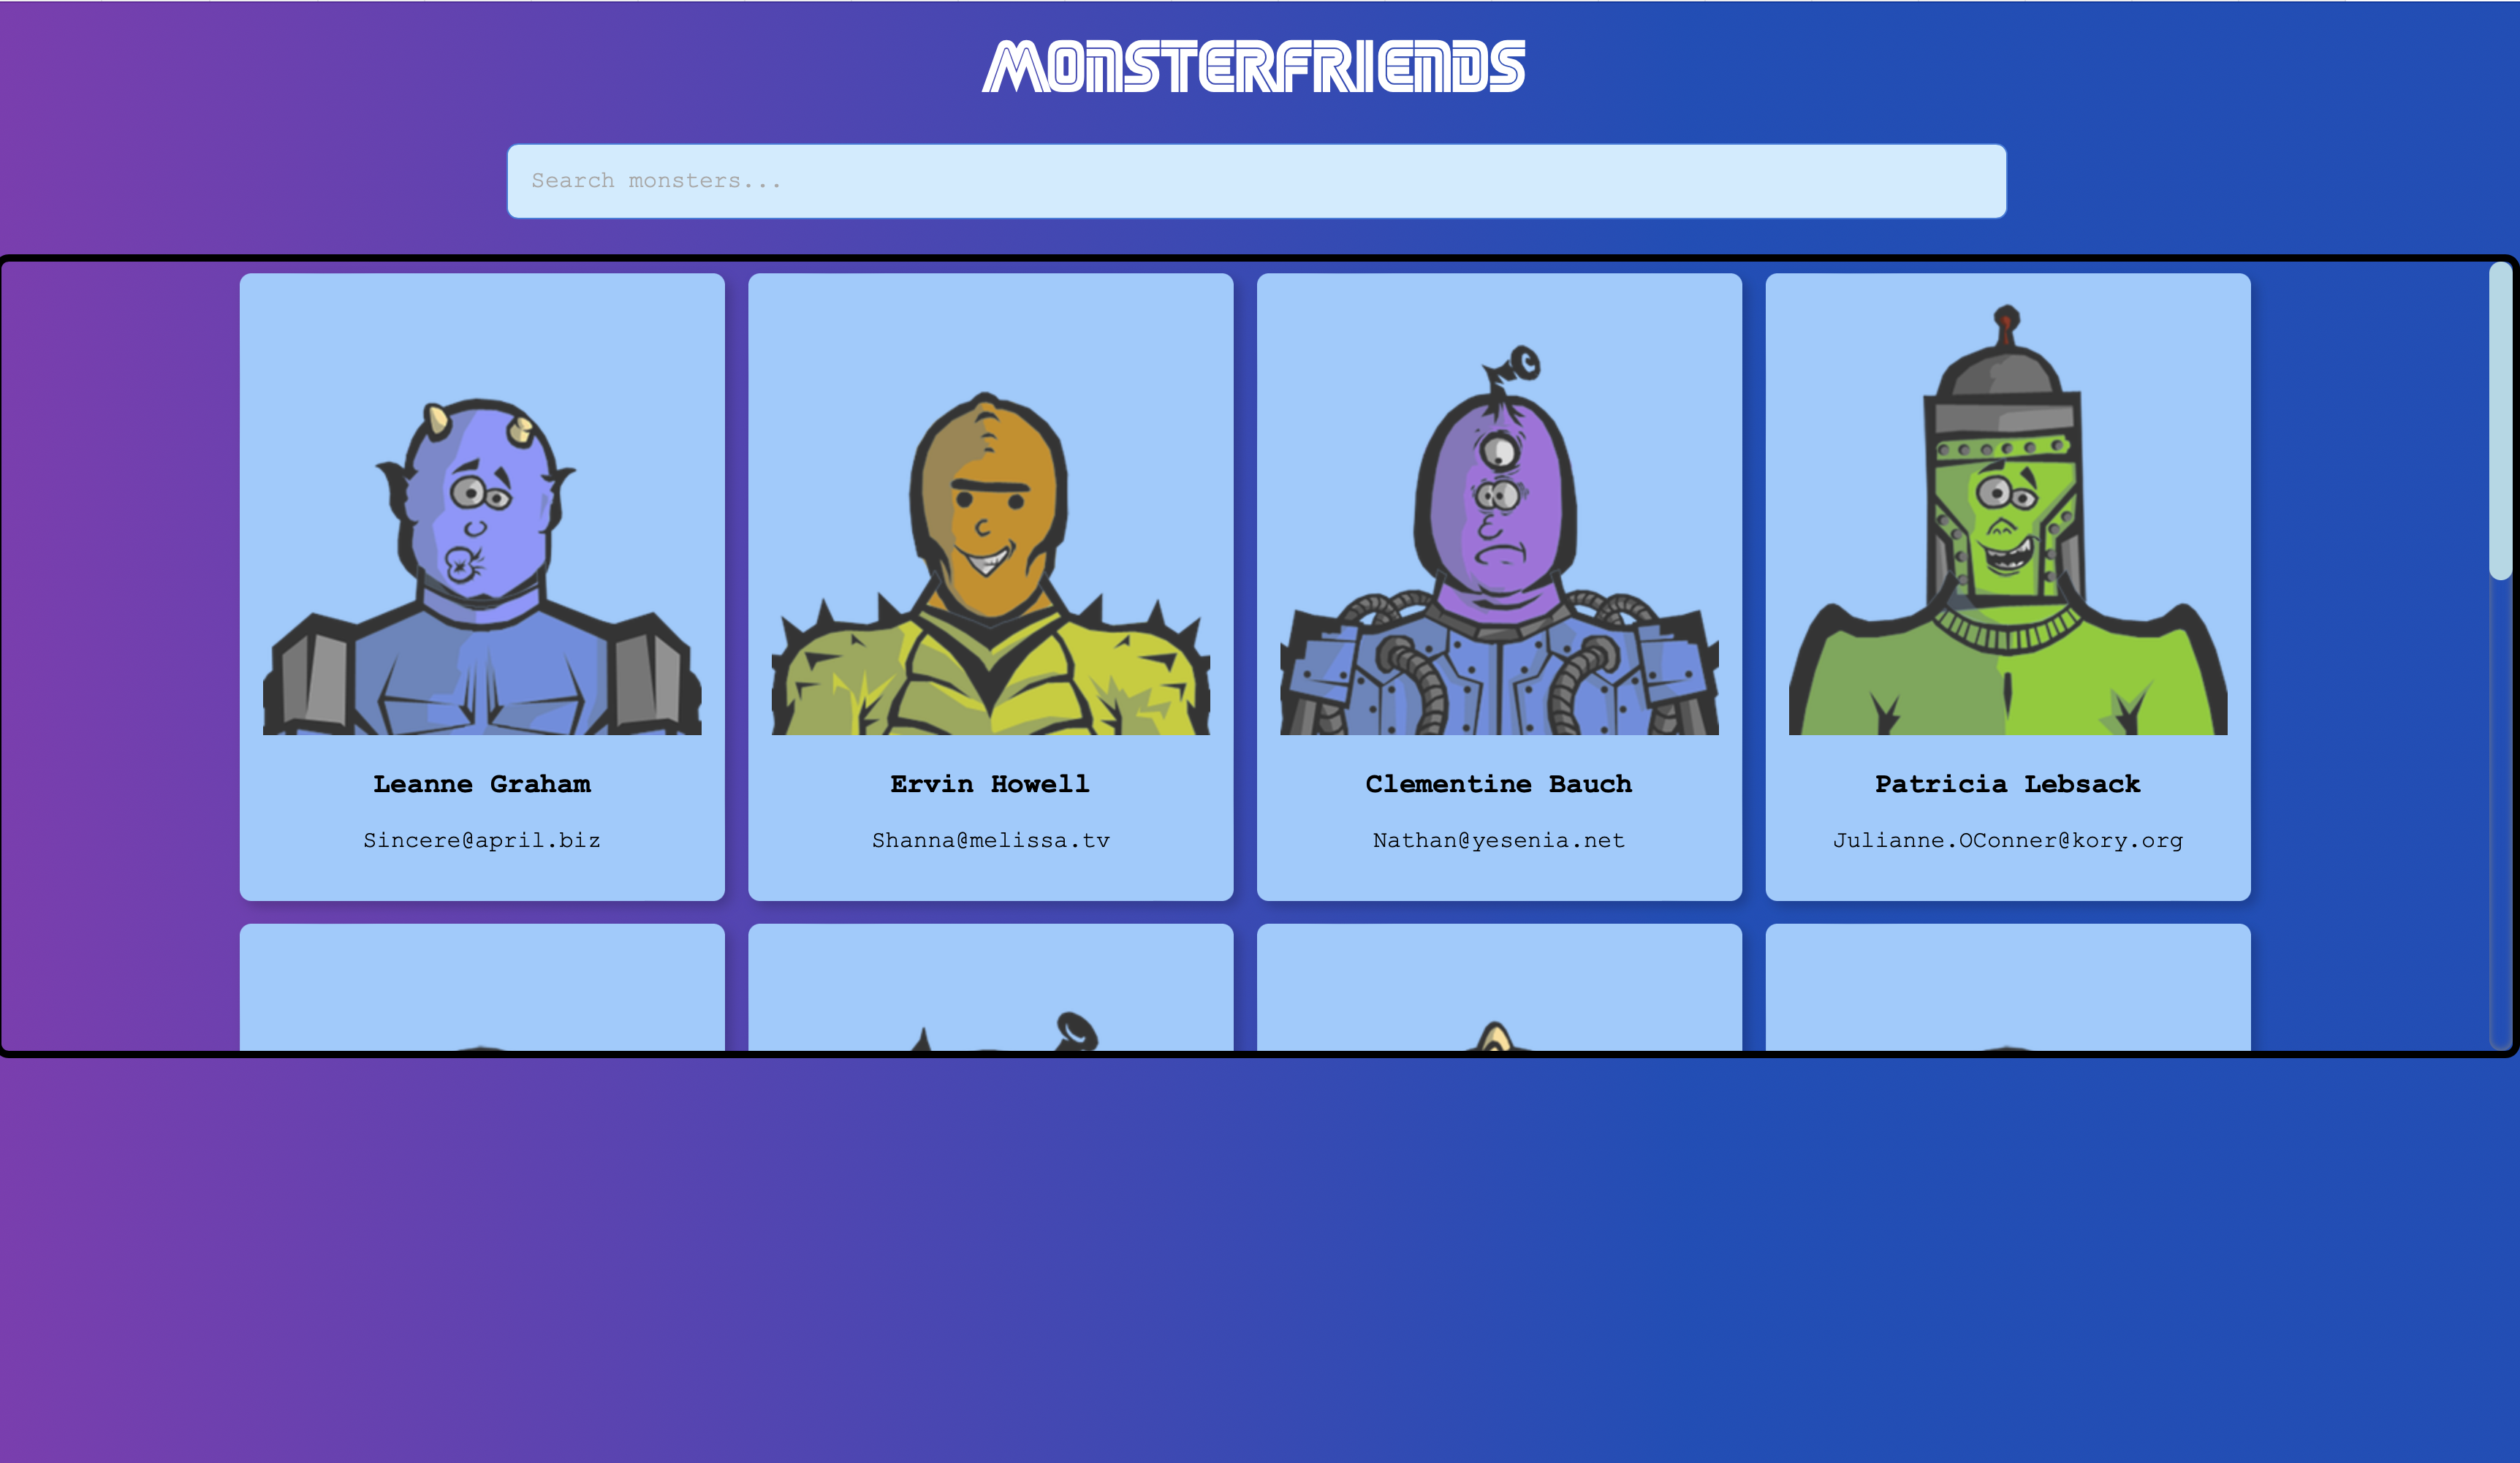 MONSTERFRIENDS
Search monsters...
Leanne Graham
Sincere@april.biz
Ervin Howell
Shanna@melissa.tv
Clementine Bauch
Nathan@yesenia.net
Patricia Lebsack
Julianne.OConner@kory.org